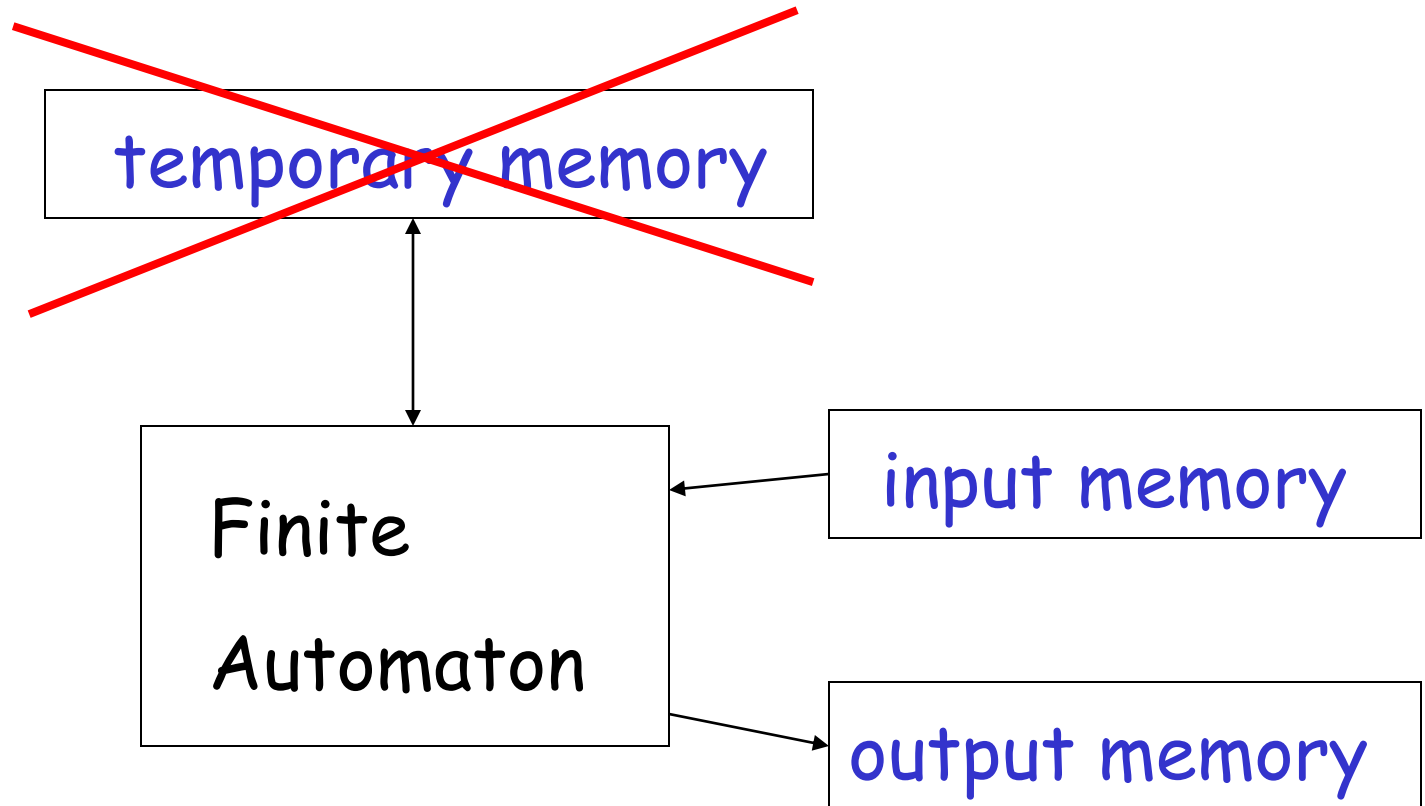 temporary memory
input memory
Finite
Automaton
output memory